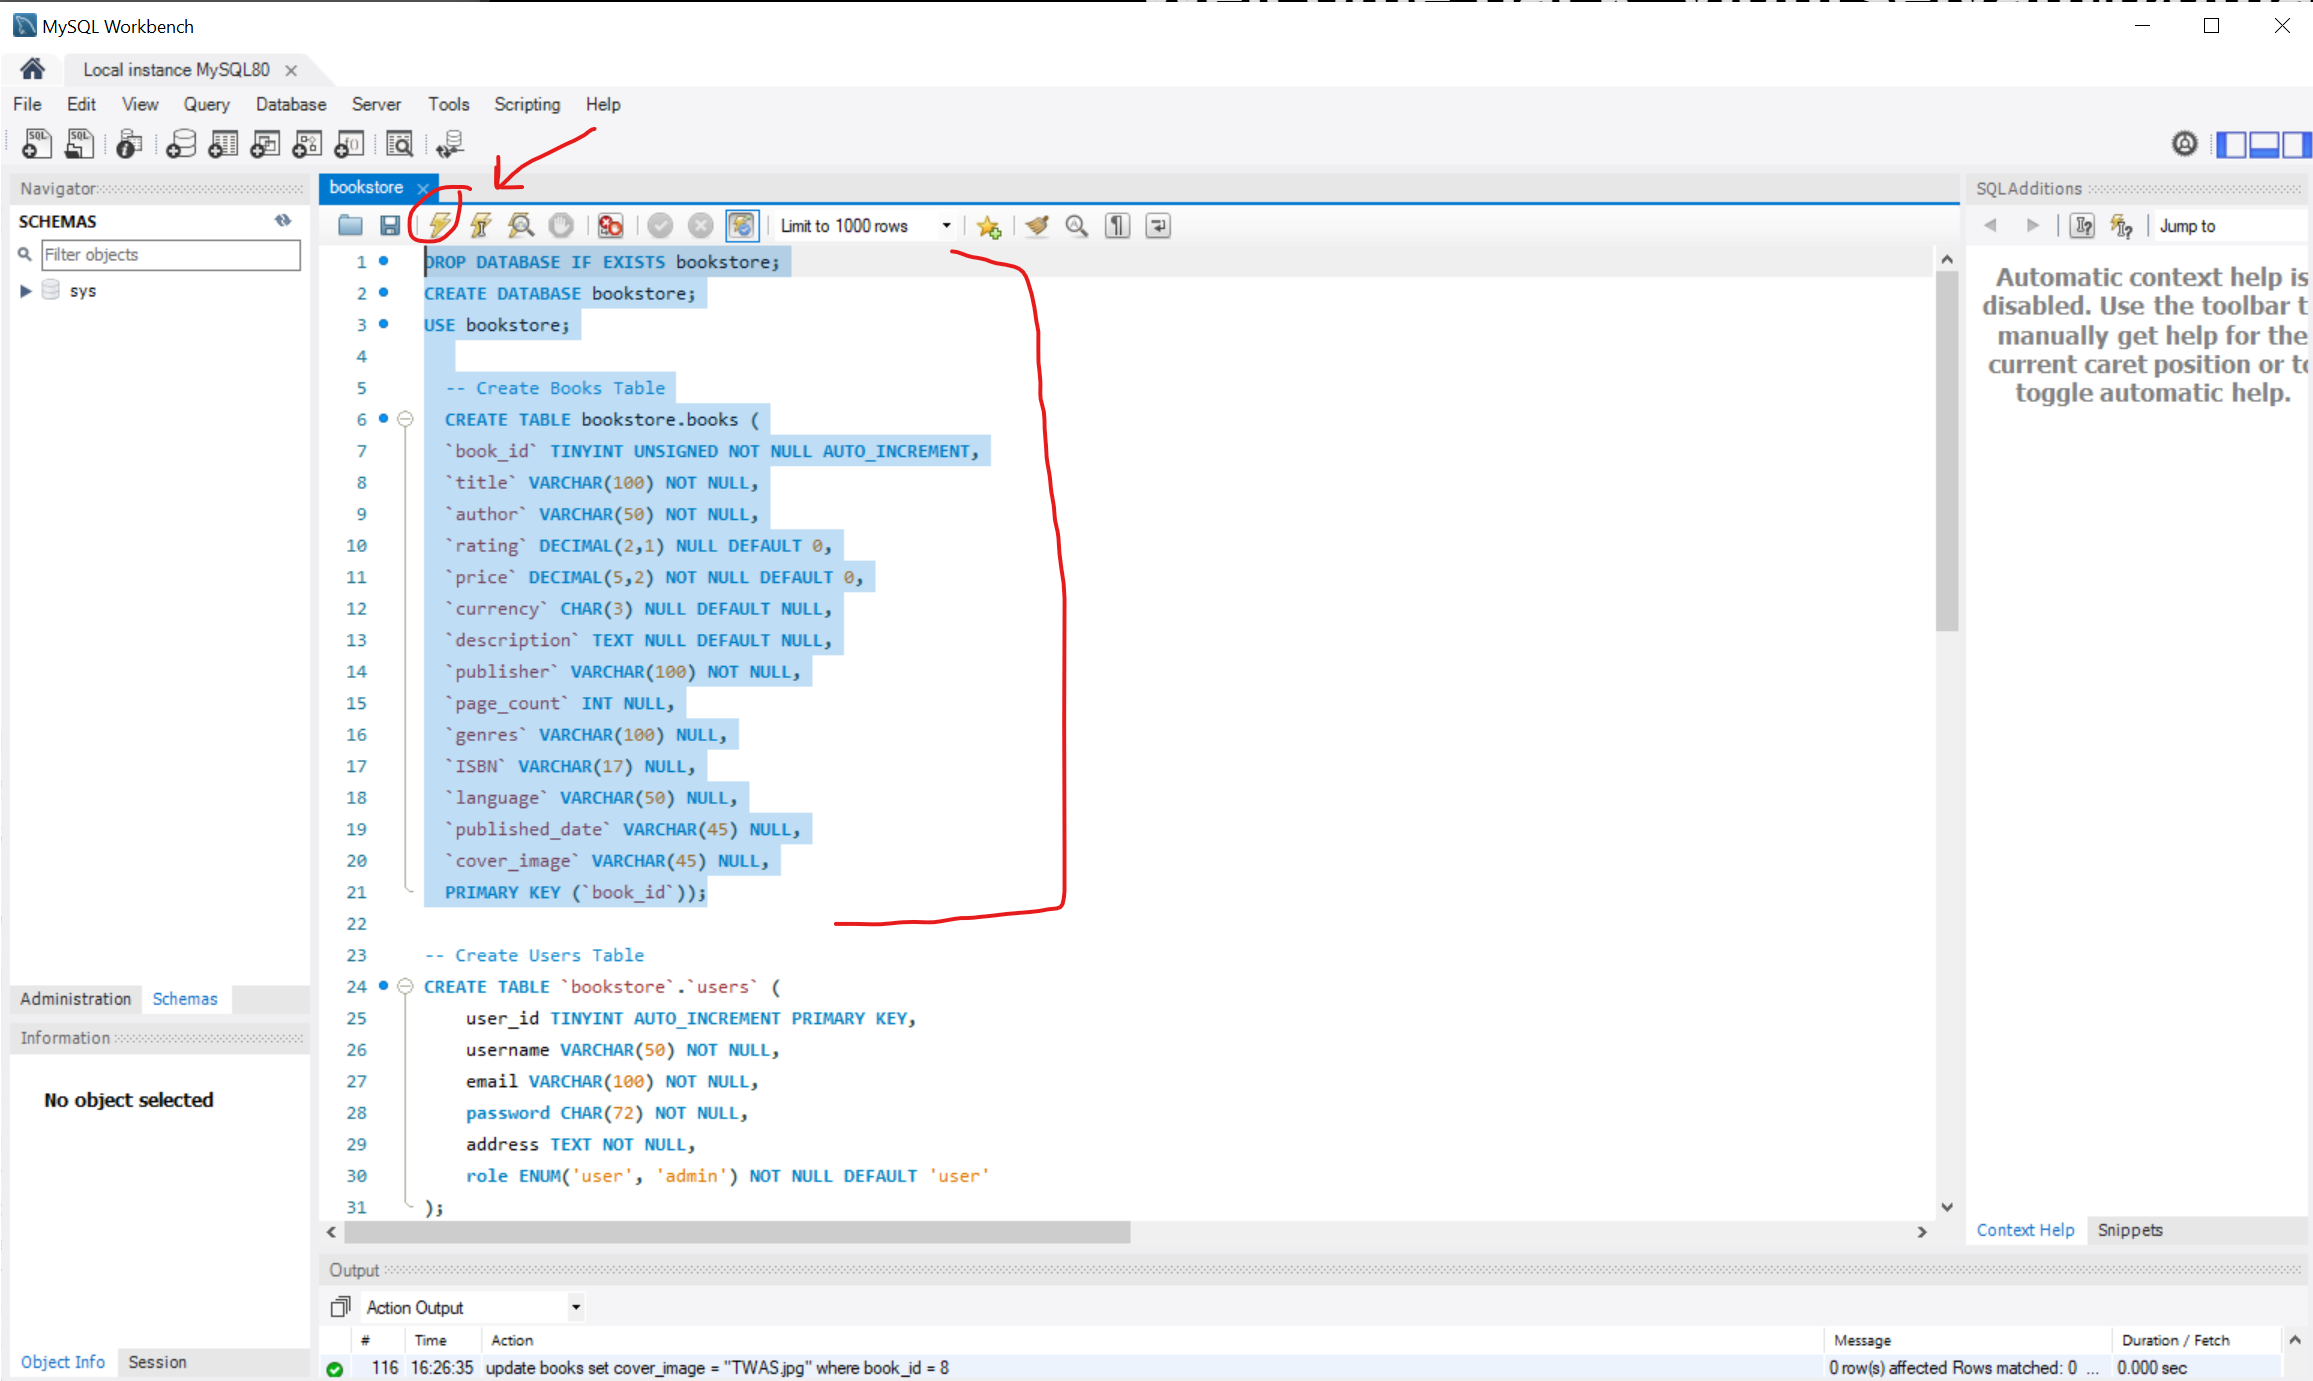 MySQL Workbench
Local instance MySQL80
File Edit View Query Database Server Tools Scripting Help
Navigator
SCHEMAS
Filter objects
sys
Administration Schemas
Information
No object selected
Object Info Session
bookstore
Limit to 1000 rows
1 DROP DATABASE IF EXISTS bookstore;
2 CREATE DATABASE bookstore;
3 USE bookstore;
4
5 -- Create Books Table
6 CREATE TABLE bookstore.books (
7 `book_id` TINYINT UNSIGNED NOT NULL AUTO_INCREMENT,
8 `title` VARCHAR(100) NOT NULL,
9 `author` VARCHAR(50) NOT NULL,
10 `rating` DECIMAL(2,1) NULL DEFAULT 0,
11 `price` DECIMAL(5,2) NOT NULL DEFAULT 0,
12 `currency` CHAR(3) NULL DEFAULT NULL,
13 `description` TEXT NULL DEFAULT NULL,
14 `publisher` VARCHAR(100) NOT NULL,
15 `page_count` INT NULL,
16 `genres` VARCHAR(100) NULL,
17 `ISBN` VARCHAR(17) NULL,
18 `language` VARCHAR(50) NULL,
19 `published_date` VARCHAR(45) NULL,
20 `cover_image` VARCHAR(45) NULL,
21 PRIMARY KEY (`book_id`));
22
23 -- Create Users Table
24 CREATE TABLE `bookstore`.`users` (
25 user_id TINYINT AUTO_INCREMENT PRIMARY KEY,
26 username VARCHAR(50) NOT NULL,
27 email VARCHAR(100) NOT NULL,
28 password CHAR(72) NOT NULL,
29 address TEXT NOT NULL,
30 role ENUM('user', 'admin') NOT NULL DEFAULT 'user'
31 );
SQLAdditions
Jump to
Automatic context help is
disabled. Use the toolbar t
manually get help for the
current caret position or to
toggle automatic help.
Context Help Snippets
Output
Action Output
# Time Action Message Duration / Fetch
116 16:26:35 update books set cover_image = "TWAS.jpg" where book_id = 8 0 row(s) affected Rows matched: 0 ... 0.000 sec